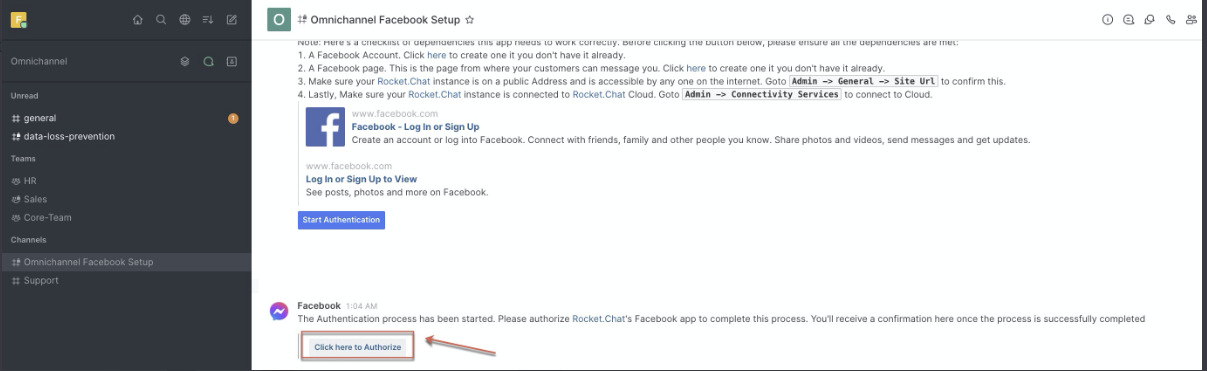 F
Omnichannel
Unread
general
!
data-loss-prevention
Teams
HR
Sales
Core-Team
Channels
Omnichannel Facebook Setup
Support
O
Omnichannel Facebook Setup
Note: Here's a checklist of dependencies this app needs to work correctly. Before clicking the button below, please ensure all the dependencies are met:
1. A Facebook Account. Click here to create one it you don't have it already.
2. A Facebook page. This is the page from where your customers can message you. Click here to create one it you don't have it already.
3. Make sure your Rocket.Chat instance is on a public Address and is accessible by any one on the internet. Goto Admin -> General -> Site Url to confirm this.
4. Lastly, Make sure your Rocket.Chat instance is connected to Rocket.Chat Cloud. Goto Admin -> Connectivity Services to connect to Cloud.
www.facebook.com
Facebook - Log In or Sign Up
Create an account or log into Facebook. Connect with friends, family and other people you know. Share photos and videos, send messages and get updates.
www.facebook.com
Log In or Sign Up to View
See posts, photos and more on Facebook.
Start Authentication
Facebook 1:04 AM
The Authentication process has been started. Please authorize Rocket.Chat's Facebook app to complete this process. You'll receive a confirmation here once the process is successfully completed
Click here to Authorize